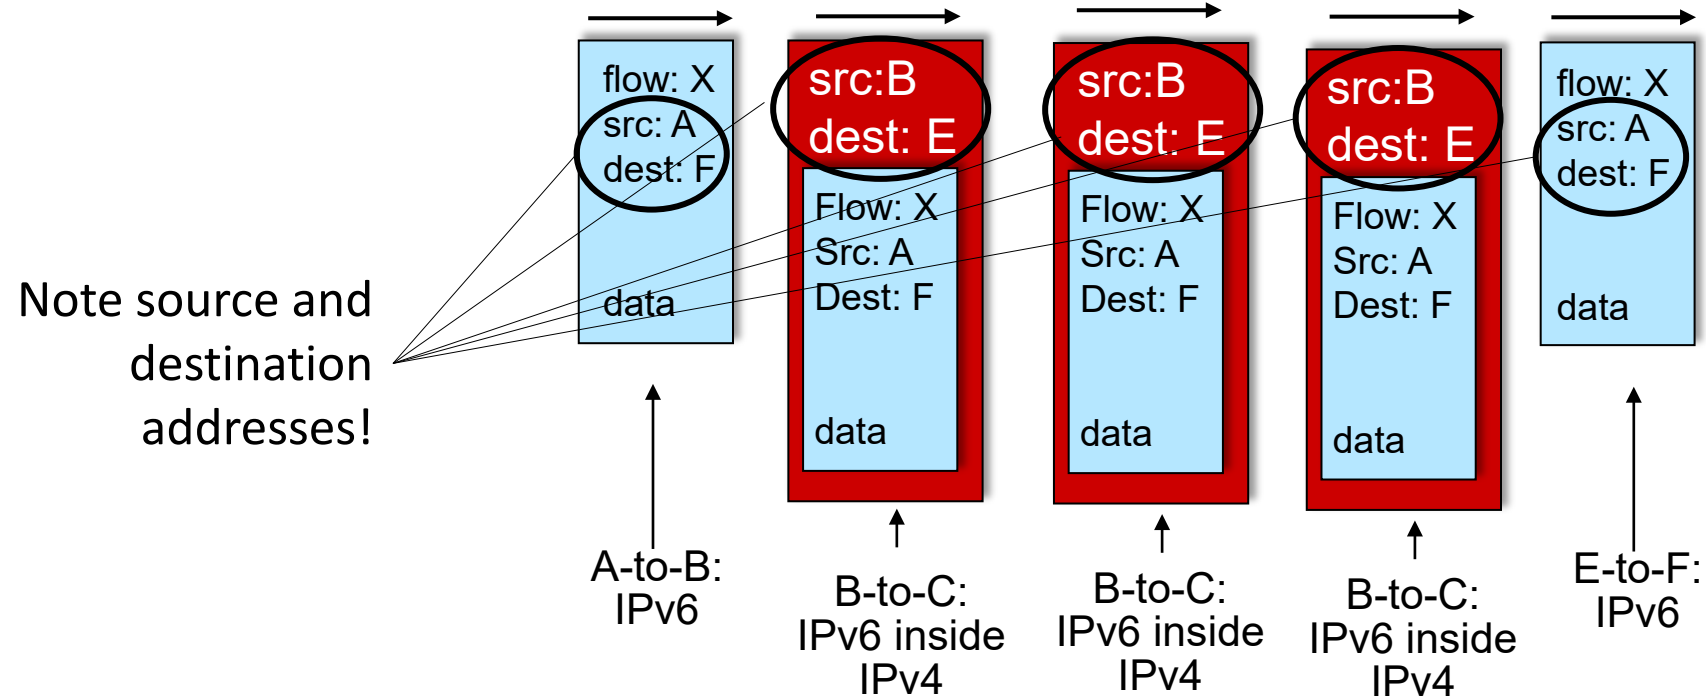 flow: X
src: A
dest: F
data
src:B
dest: E
Flow: X
Src: A
Dest: F
data
src:B
dest: E
Flow: X
Src: A
Dest: F
data
src:B
dest: E
Flow: X
Src: A
Dest: F
data
flow: X
src: A
dest: F
data
Note source and
destination
addresses!
A-to-B:
IPv6
B-to-C:
IPv6 inside
IPv4
B-to-C:
IPv6 inside
IPv4
B-to-C:
IPv6 inside
IPv4
E-to-F:
IPv6